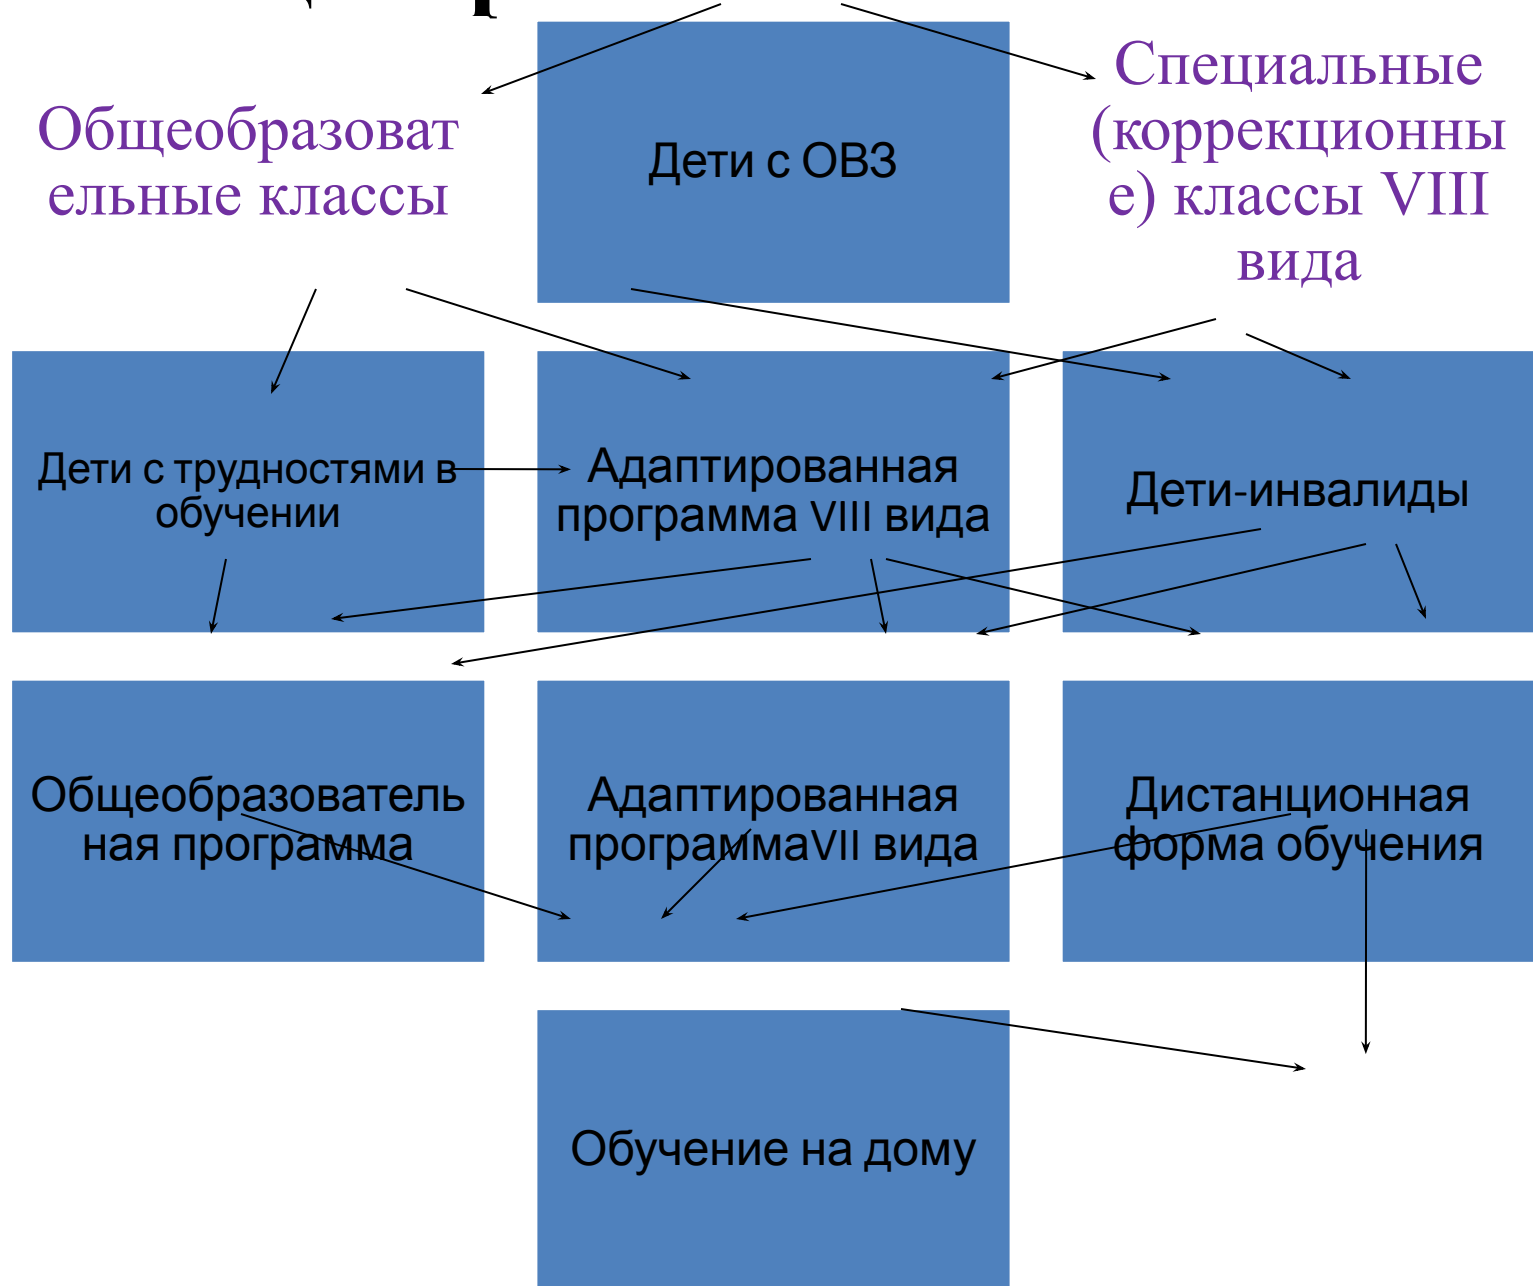 Общеобразоват
ельные классы
Дети с ОВЗ
Специальные
(коррекционны
е) классы VIII
вида
Дети с трудностями в
обучении
Адаптированная
программа VIII вида
Дети-инвалиды
Общеобразователь
ная программа
Адаптированная
программаVII вида
Дистанционная
форма обучения
Обучение на дому